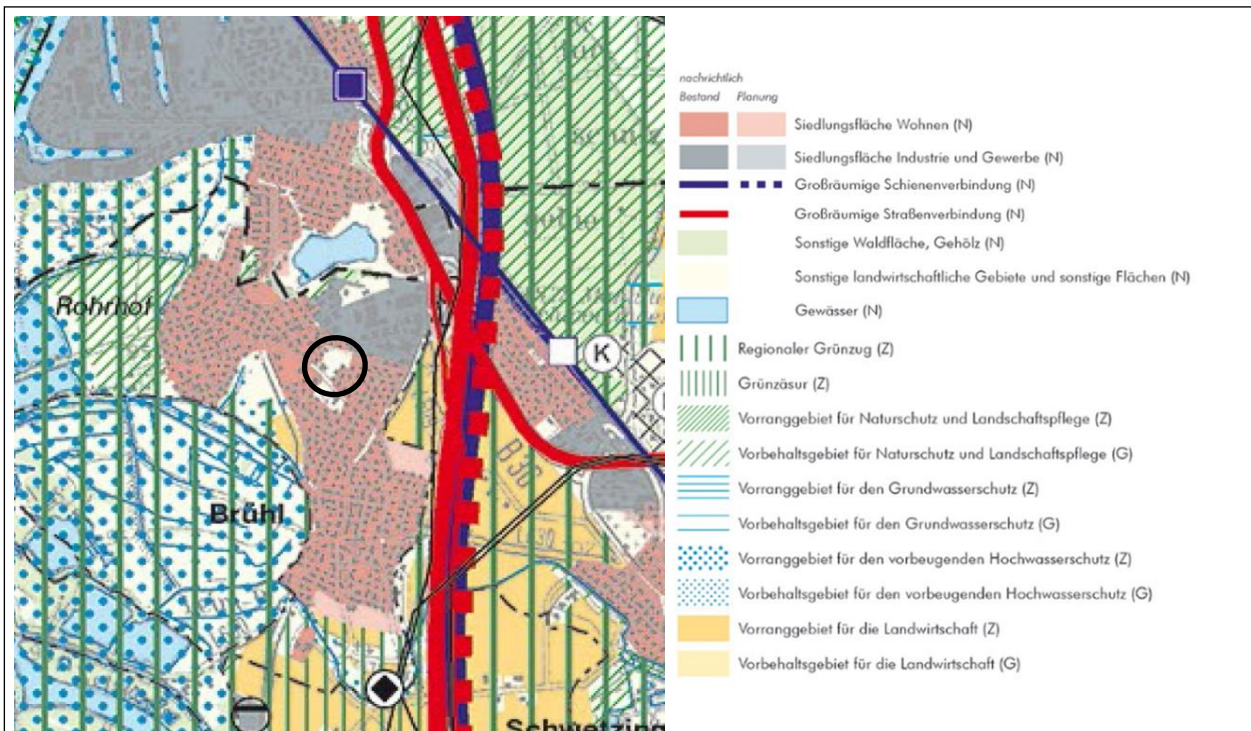 Rohrhof
Brühl
B 36
K
Schwetzing
nachrichtlich
Bestand Planung
Siedlungsfläche Wohnen (N)
Siedlungsfläche Industrie und Gewerbe (N)
Großräumige Schienenverbindung (N)
Großräumige Straßenverbindung (N)
Sonstige Waldfläche, Gehölz (N)
Sonstige landwirtschaftliche Gebiete und sonstige Flächen (N)
Gewässer (N)
Regionaler Grünzug (Z)
Grünzäsur (Z)
Vorranggebiet für Naturschutz und Landschaftspflege (Z)
Vorbehaltsgebiet für Naturschutz und Landschaftspflege (G)
Vorranggebiet für den Grundwasserschutz (Z)
Vorbehaltsgebiet für den Grundwasserschutz (G)
Vorranggebiet für den vorbeugenden Hochwasserschutz (Z)
Vorbehaltsgebiet für den vorbeugenden Hochwasserschutz (G)
Vorranggebiet für die Landwirtschaft (Z)
Vorbehaltsgebiet für die Landwirtschaft (G)